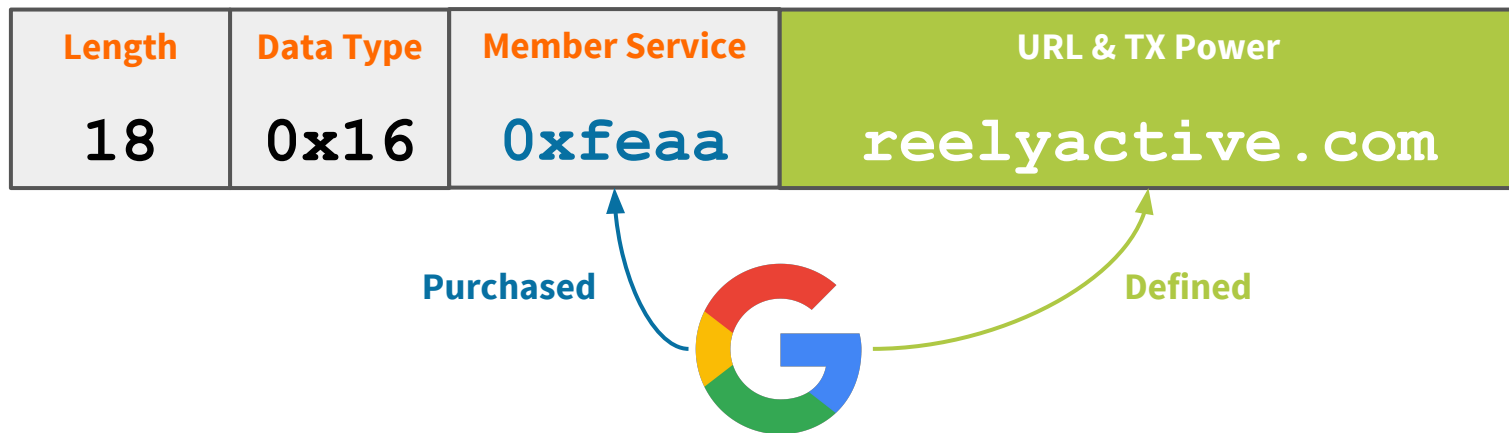 Length Data Type Member Service URL & TX Power
18 0x16 0xfeaa reelyactive.com
Purchased Defined